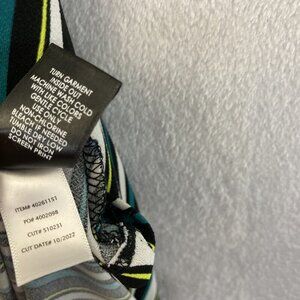 TURN GARMENT
INSIDE OUT
MACHINE WASH COLD
WITH LIKE COLORS
GENTLE CYCLE
USE ONLY
NON-CHLORINE
BLEACH IF NEEDED
TUMBLE DRY LOW
DO NOT IRON
SCREEN PRINT
ITEM# 40261151
PO# 4002098
CUT# 510231
CUT DATE# 10/2022